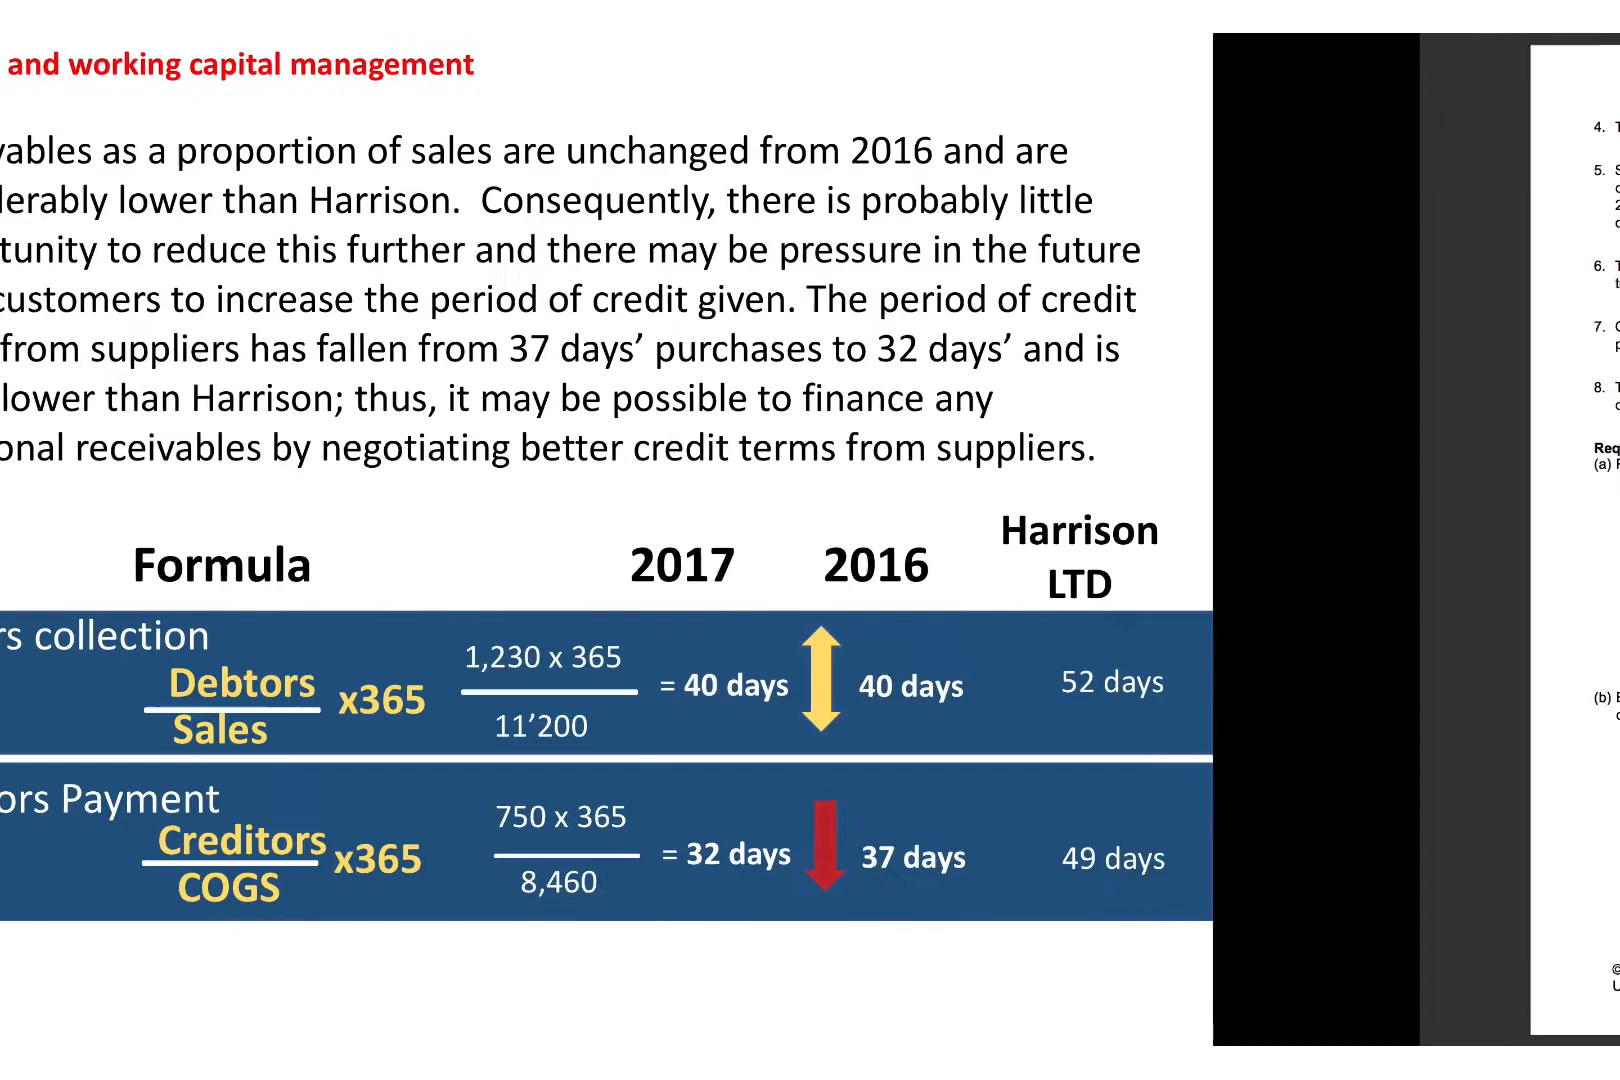 and working capital management
vables as a proportion of sales are unchanged from 2016 and are
derably lower than Harrison. Consequently, there is probably little
tunity to reduce this further and there may be pressure in the future
customers to increase the period of credit given. The period of credit
from suppliers has fallen from 37 days’ purchases to 32 days’ and is
lower than Harrison; thus, it may be possible to finance any
onal receivables by negotiating better credit terms from suppliers.
Formula 2017 2016 Harrison LTD
rs collection
Debtors
Sales
x365
1,230 x 365
11’200
= 40 days
40 days
52 days
ors Payment
Creditors
COGS
x365
750 x 365
8,460
= 32 days
37 days
49 days
4. T
5. S
2
6. T
7.
8. T
Req
(a)
(b)
©
U